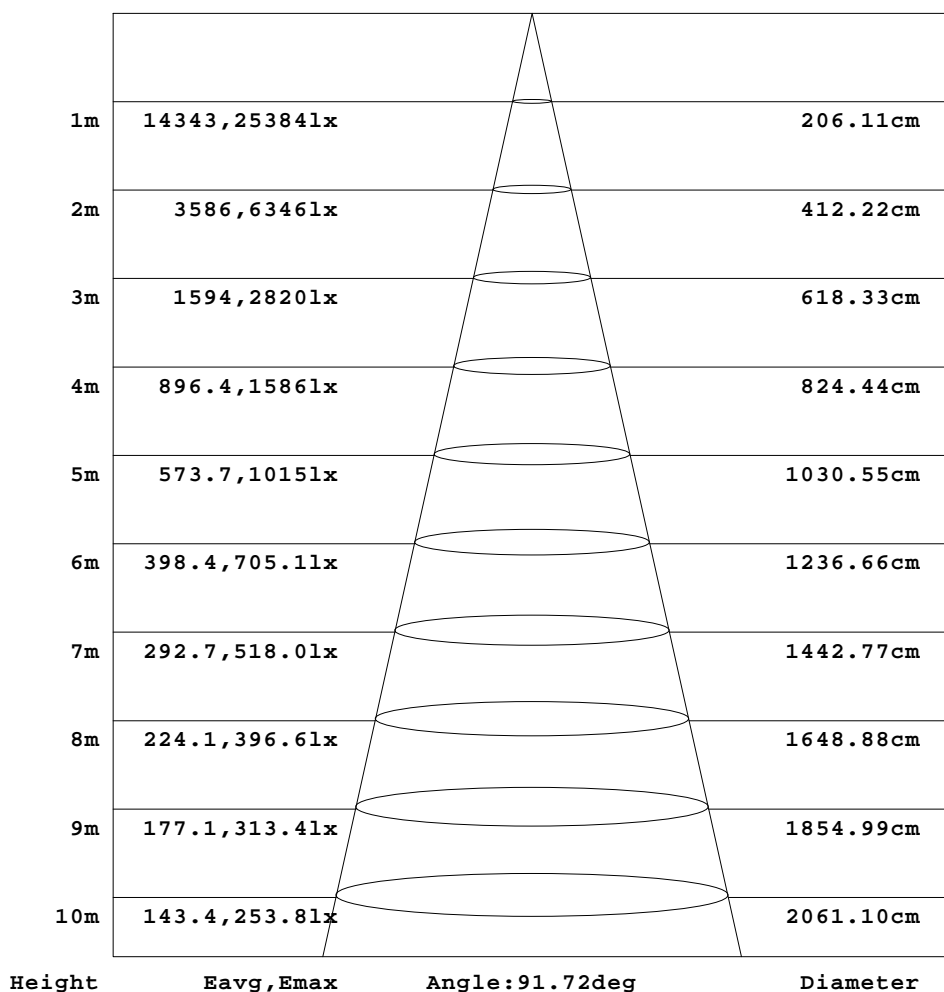 1m 14343,25384lx 206.11cm
2m 3586,6346lx 412.22cm
3m 1594,2820lx 618.33cm
4m 896.4,1586lx 824.44cm
5m 573.7,1015lx 1030.55cm
6m 398.4,705.1lx 1236.66cm
7m 292.7,518.0lx 1442.77cm
8m 224.1,396.6lx 1648.88cm
9m 177.1,313.4lx 1854.99cm
10m 143.4,253.8lx 2061.10cm
Height Eavg,Emax Angle:91.72deg Diameter